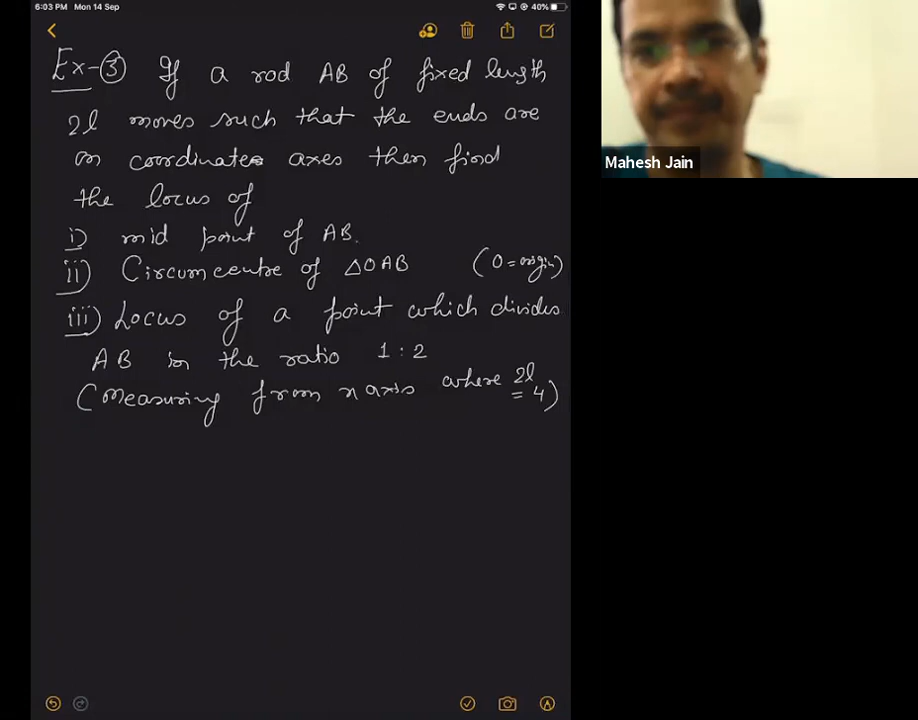 6:03 PM Mon 14 Sep
40%
Ex-③ If a rod AB of fixed length
2l moves such that the ends are
on coordinates axes then find
the locus of
i) mid point of AB.
ii) Circumcentre of △OAB (O = origin)
iii) Locus of a point which divides
AB in the ratio 1:2
(measuring from x axis where 2l = 4)
Mahesh Jain